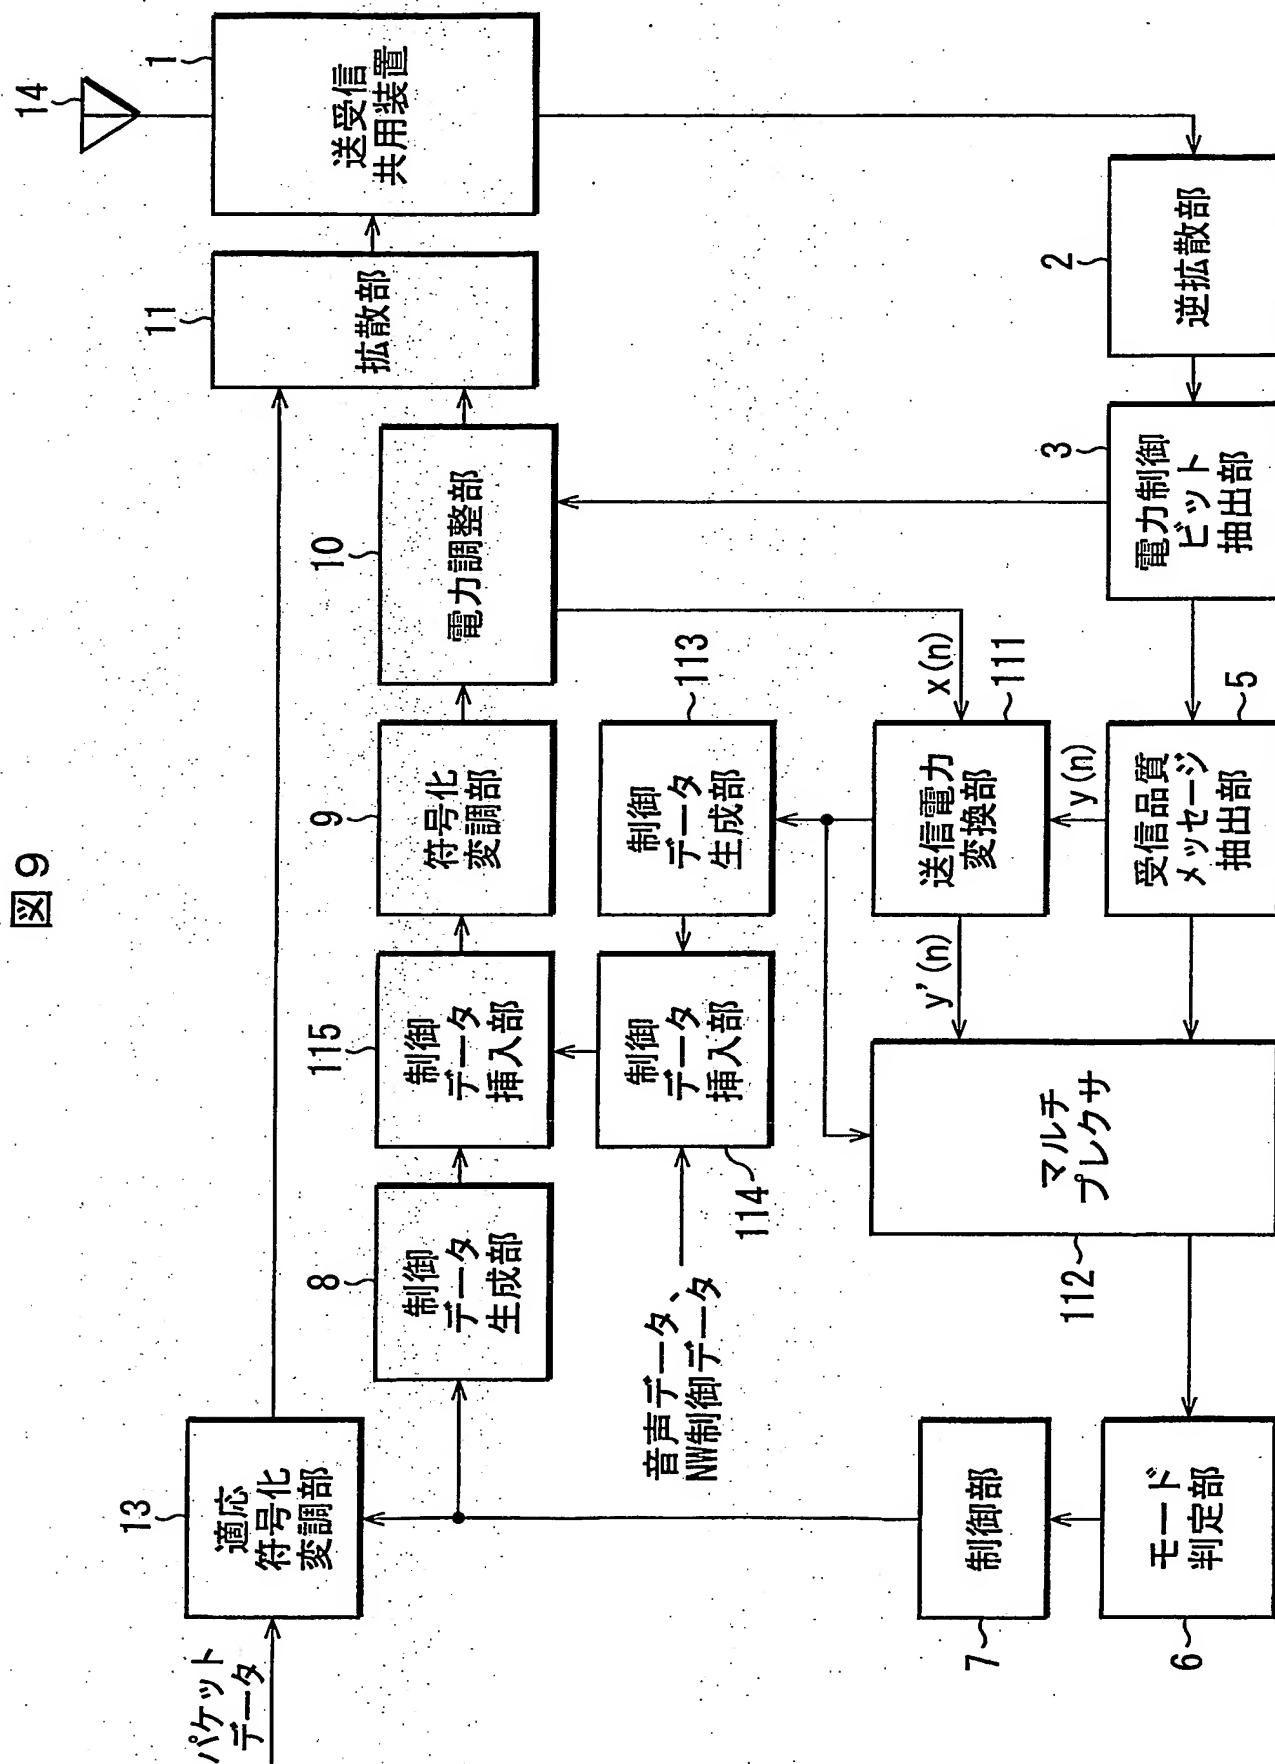 図9
パケット
データ
13
適応
符号化
変調部
11
拡散部
14
1
送受信
共用装置
8
制御
データ
生成部
115
制御
データ
挿入部
9
符号化
変調部
10
電力調整部
音声データ、
NW制御データ
114
制御
データ
挿入部
113
制御
データ
生成部
x(n)
y'(n)
111
送信電力
変換部
y(n)
7
制御部
112
マルチ
プレクサ
6
モード
判定部
5
受信品質
メッセージ
抽出部
3
電力制御
ビット
抽出部
2
逆拡散部